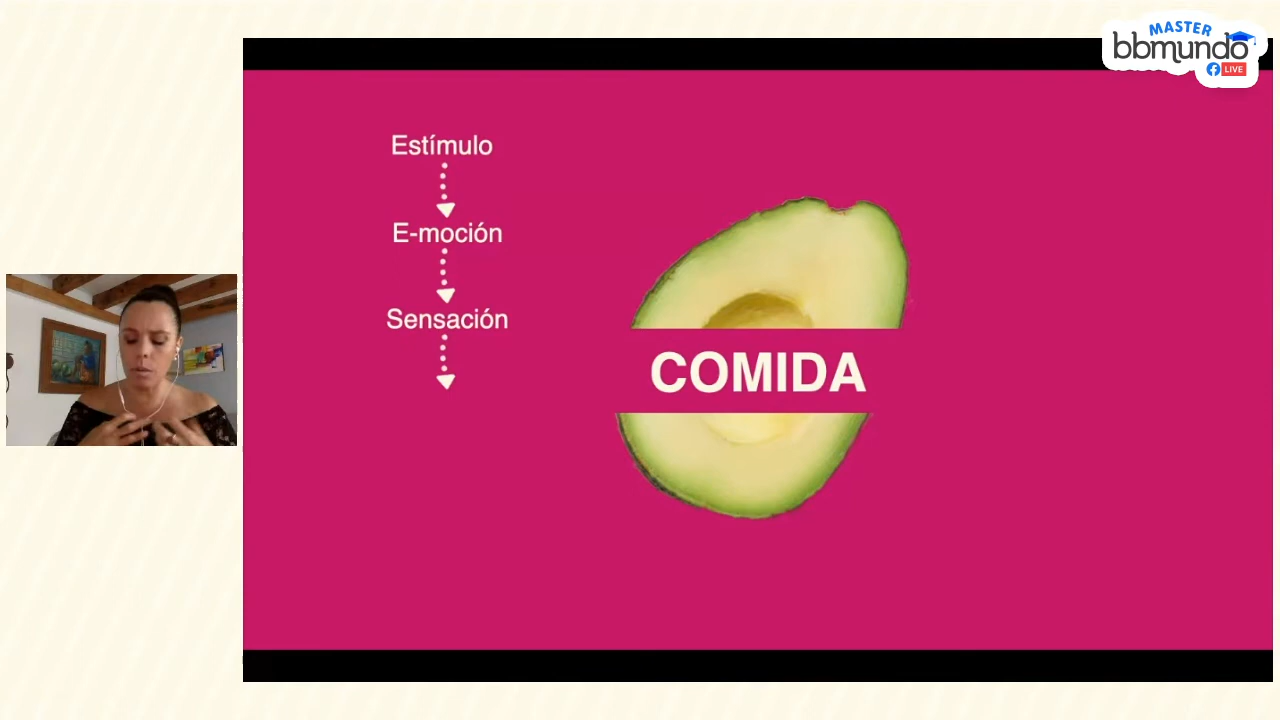 MASTER
bbmundo
LIVE
Estímulo
E-moción
Sensación
COMIDA